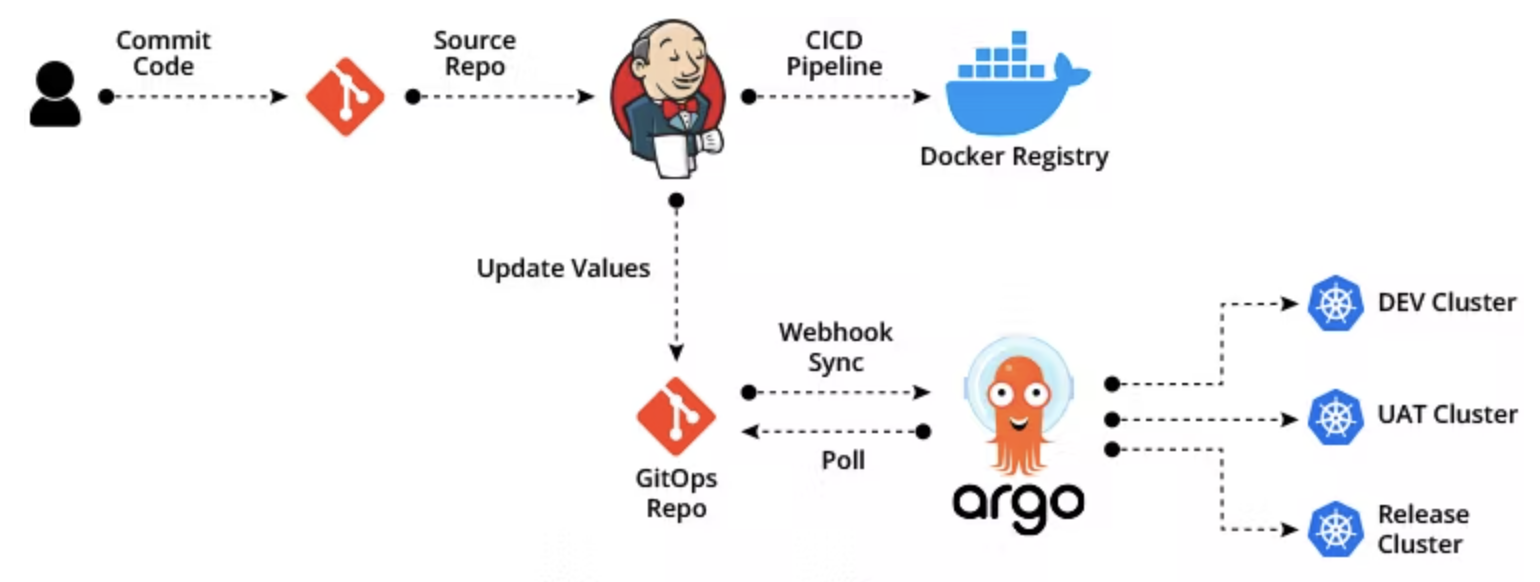 Commit
Code
Source
Repo
CICD
Pipeline
Docker Registry
Update Values
Webhook
Sync
Poll
GitOps
Repo
argo
DEV Cluster
UAT Cluster
Release
Cluster